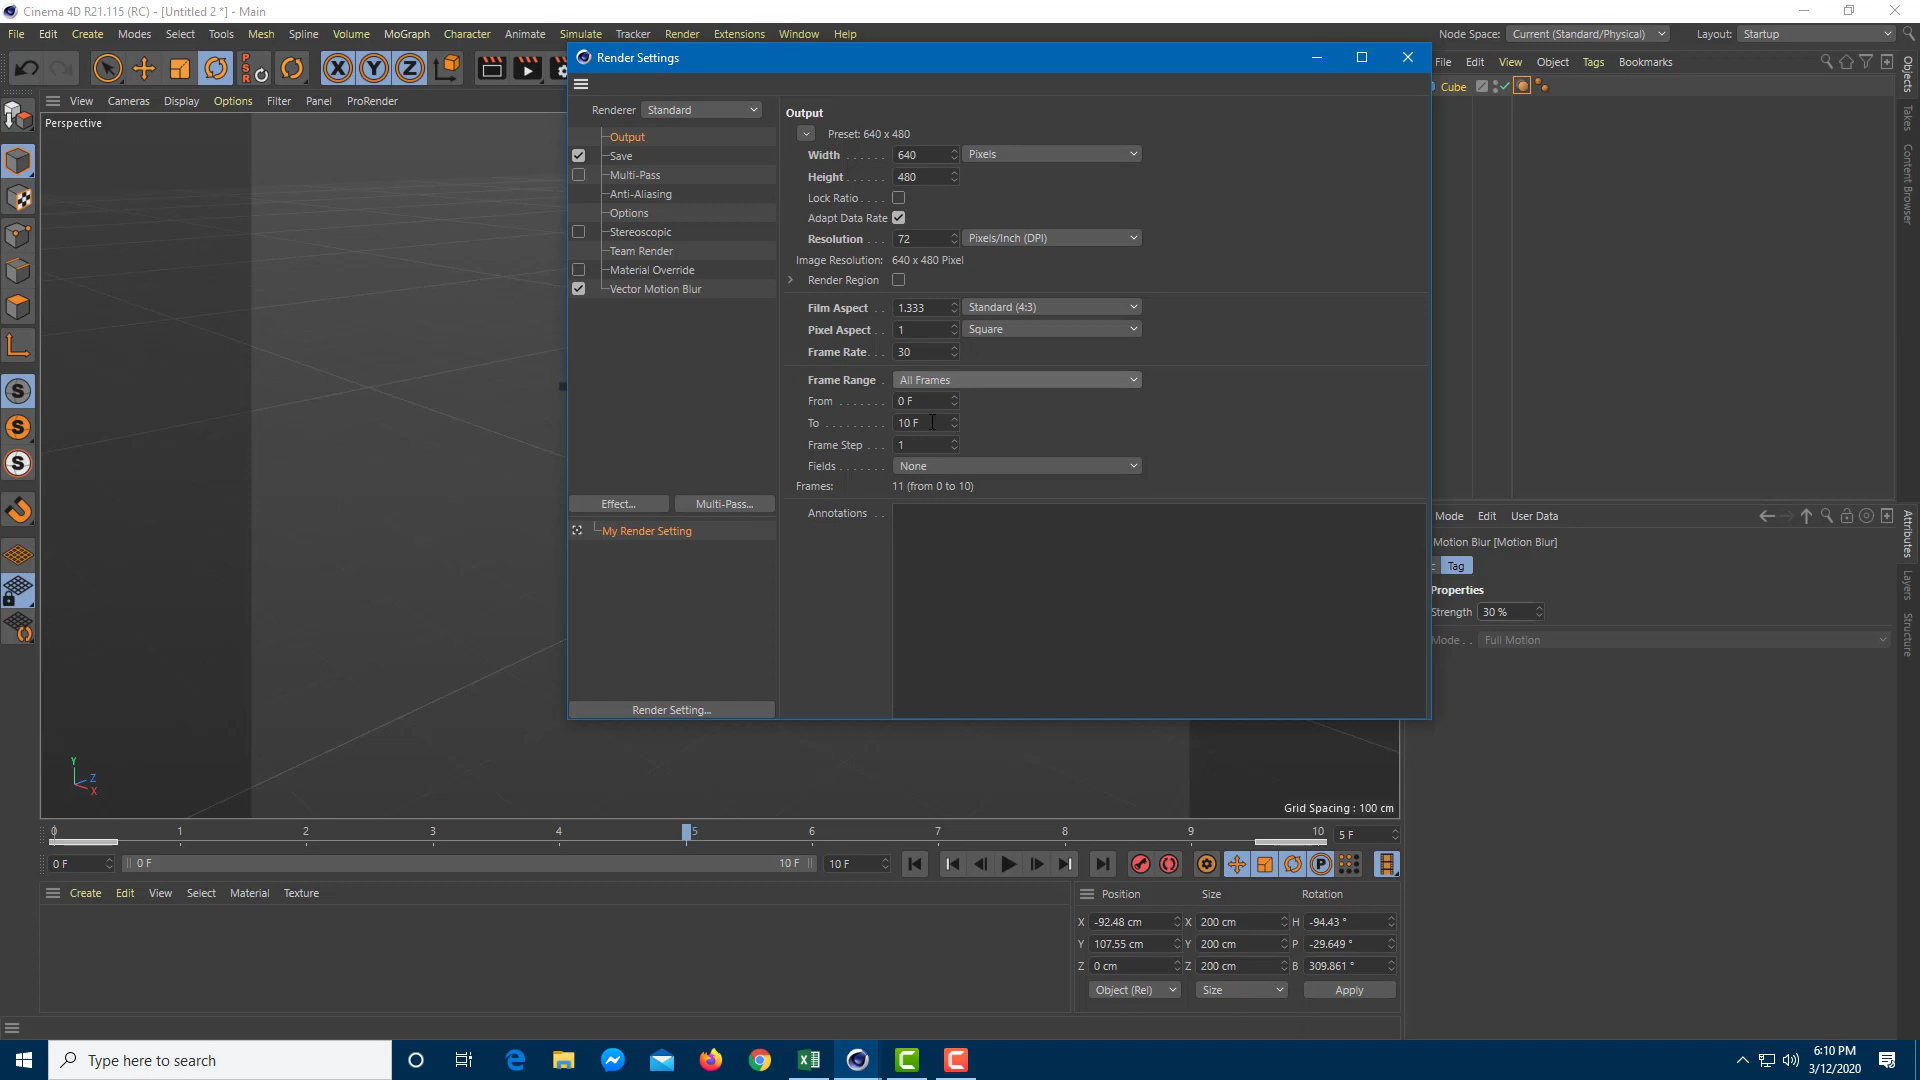 Cinema 4D R21.115 (RC) - [Untitled 2 *] - Main
File Edit Create Modes Select Tools Mesh Spline Volume MoGraph Character Animate Simulate Tracker Render Extensions Window Help Node Space: Current (Standard/Physical) Layout: Startup
Render Settings
File Edit View Object Tags Bookmarks
Cube
View Cameras Display Options Filter Panel ProRender
Perspective
Renderer Standard
Output
Save
Multi-Pass
Anti-Aliasing
Options
Stereoscopic
Team Render
Material Override
Vector Motion Blur
Effect... Multi-Pass...
My Render Setting
Render Setting...
Output
Preset: 640 x 480
Width . . . . . . 640 Pixels
Height . . . . . . 480
Lock Ratio . . . .
Adapt Data Rate
Resolution . . . 72 Pixels/Inch (DPI)
Image Resolution: 640 x 480 Pixel
Render Region
Film Aspect . . 1.333 Standard (4:3)
Pixel Aspect . . 1 Square
Frame Rate . . . 30
Frame Range . All Frames
From . . . . . . . 0 F
To . . . . . . . . . 10 F
Frame Step . . 1
Fields . . . . . . . None
Frames: 11 (from 0 to 10)
Annotations . .
Objects
Takes
Content Browser
Mode Edit User Data
Motion Blur [Motion Blur]
Tag
Properties
Strength 30 %
Mode . . Full Motion
Attributes
Layers
Structure
Y
Z
X
Grid Spacing : 100 cm
0 1 2 3 4 5 6 7 8 9 10 5 F
0 F 0 F 10 F 10 F
Create Edit View Select Material Texture
Position Size Rotation
X -92.48 cm X 200 cm H -94.43 °
Y 107.55 cm Y 200 cm P -29.649 °
Z 0 cm Z 200 cm B 309.861 °
Object (Rel) Size Apply
Type here to search
6:10 PM
3/12/2020